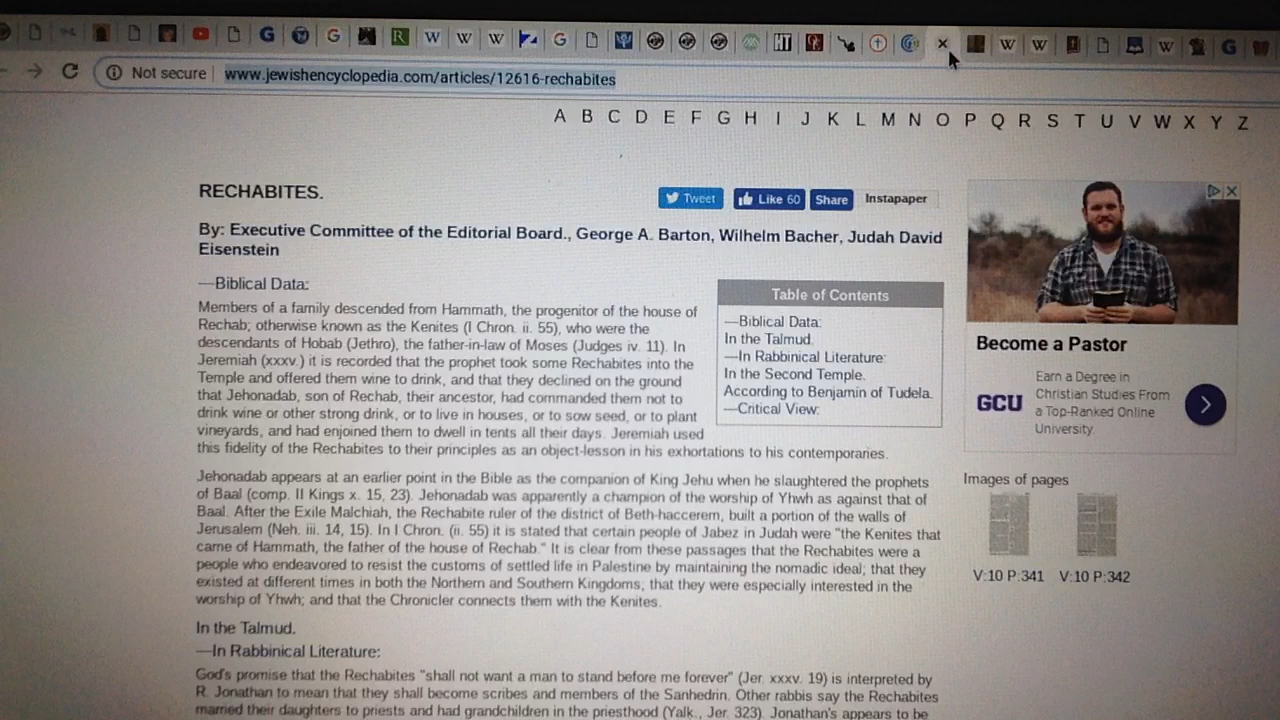 Not secure
www.jewishencyclopedia.com/articles/12616-rechabites
A B C D E F G H I J K L M N O P Q R S T U V W X Y Z
RECHABITES.
Tweet
Like 60
Share
Instapaper
By: Executive Committee of the Editorial Board., George A. Barton, Wilhelm Bacher, Judah David
Eisenstein
—Biblical Data:
Members of a family descended from Hammath, the progenitor of the house of
Rechab; otherwise known as the Kenites (I Chron. ii. 55), who were the
descendants of Hobab (Jethro), the father-in-law of Moses (Judges iv. 11). In
Jeremiah (xxxv.) it is recorded that the prophet took some Rechabites into the
Temple and offered them wine to drink, and that they declined on the ground
that Jehonadab, son of Rechab, their ancestor, had commanded them not to
drink wine or other strong drink, or to live in houses, or to sow seed, or to plant
vineyards, and had enjoined them to dwell in tents all their days. Jeremiah used
this fidelity of the Rechabites to their principles as an object-lesson in his exhortations to his contemporaries.
Table of Contents
—Biblical Data:
In the Talmud.
—In Rabbinical Literature:
In the Second Temple.
According to Benjamin of Tudela.
—Critical View:
Jehonadab appears at an earlier point in the Bible as the companion of King Jehu when he slaughtered the prophets
of Baal (comp. II Kings x. 15, 23). Jehonadab was apparently a champion of the worship of Yhwh as against that of
Baal. After the Exile Malchiah, the Rechabite ruler of the district of Beth-haccerem, built a portion of the walls of
Jerusalem (Neh. iii. 14, 15). In I Chron. (ii. 55) it is stated that certain people of Jabez in Judah were "the Kenites that
came of Hammath, the father of the house of Rechab." It is clear from these passages that the Rechabites were a
people who endeavored to resist the customs of settled life in Palestine by maintaining the nomadic ideal; that they
existed at different times in both the Northern and Southern Kingdoms; that they were especially interested in the
worship of Yhwh; and that the Chronicler connects them with the Kenites.
In the Talmud.
—In Rabbinical Literature:
God's promise that the Rechabites "shall not want a man to stand before me forever" (Jer. xxxv. 19) is interpreted by
R. Jonathan to mean that they shall become scribes and members of the Sanhedrin. Other rabbis say the Rechabites
married their daughters to priests and had grandchildren in the priesthood (Yalk., Jer. 323). Jonathan's appears to be
Become a Pastor
GCU
Earn a Degree in
Christian Studies From
a Top-Ranked Online
University.
Images of pages
V:10 P:341
V:10 P:342